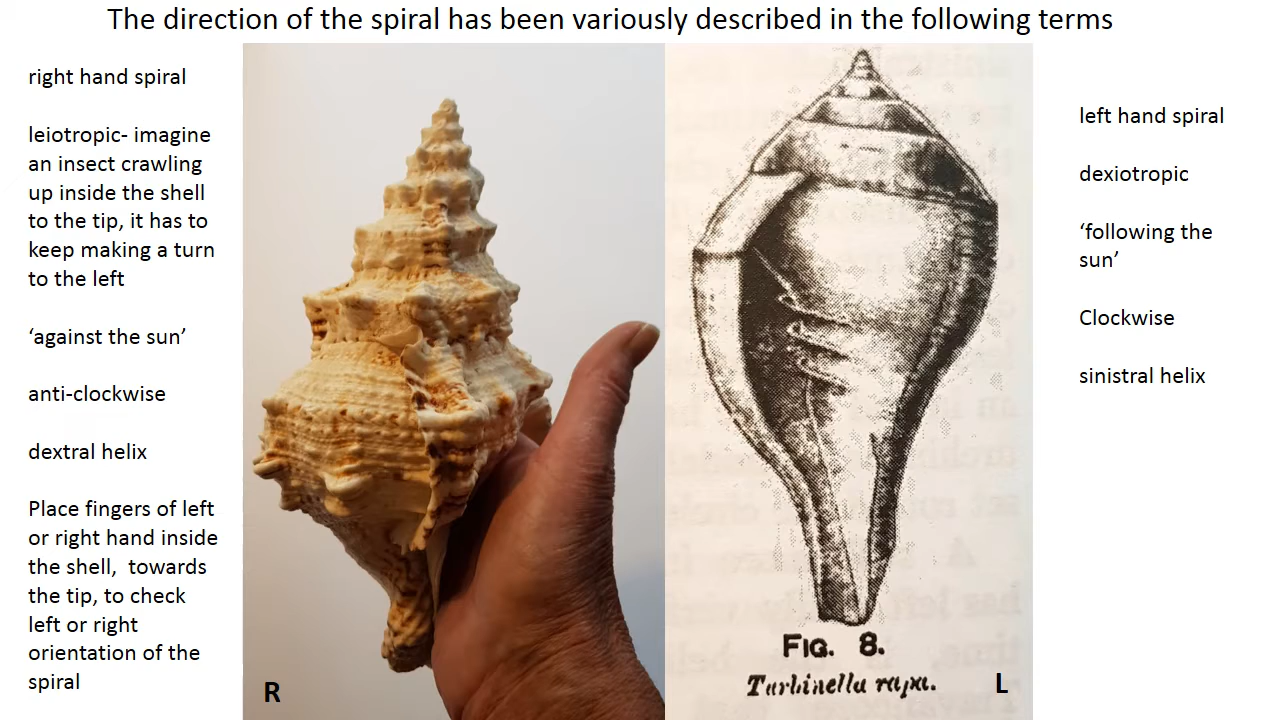 The direction of the spiral has been variously described in the following terms
right hand spiral
leiotropic- imagine
an insect crawling
up inside the shell
to the tip, it has to
keep making a turn
to the left
‘against the sun’
anti-clockwise
dextral helix
Place fingers of left
or right hand inside
the shell,  towards
the tip, to check
left or right
orientation of the
spiral
R
FIG. 8.
Turbinella rapa.
L
left hand spiral
dexiotropic
‘following the
sun’
Clockwise
sinistral helix